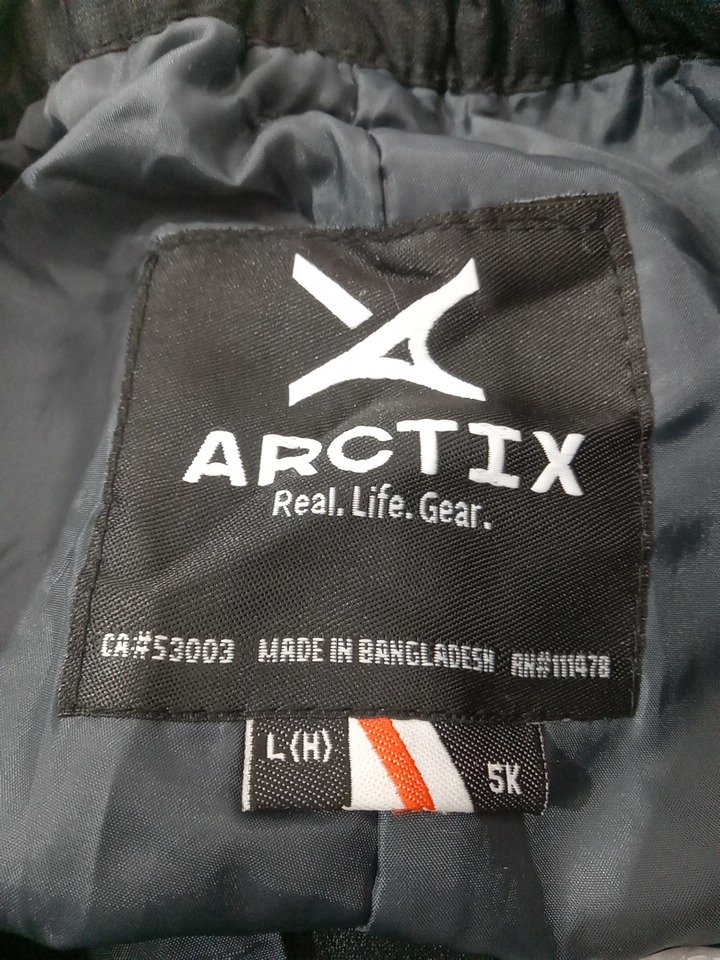 ARCTIX
Real. Life. Gear.
CA#53003 MADE IN BANGLADESH RN#111478
L(H) 5K